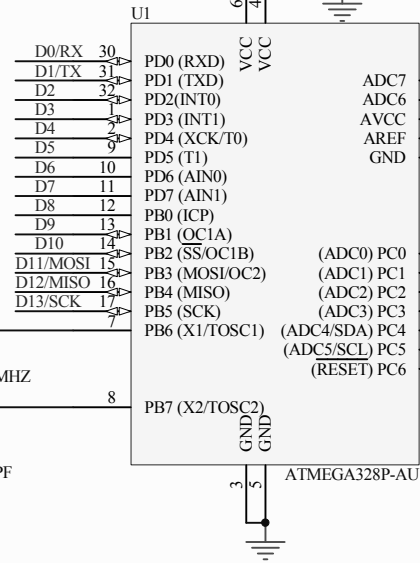 U1
6
4
VCC
VCC
D0/RX 30 PD0 (RXD)
D1/TX 31 PD1 (TXD) ADC7
D2 32 PD2(INT0) ADC6
D3 1 PD3 (INT1) AVCC
D4 2 PD4 (XCK/T0) AREF
D5 9 PD5 (T1) GND
D6 10 PD6 (AIN0)
D7 11 PD7 (AIN1)
D8 12 PB0 (ICP)
D9 13 PB1 (OC1A)
D10 14 PB2 (SS/OC1B) (ADC0) PC0
D11/MOSI 15 PB3 (MOSI/OC2) (ADC1) PC1
D12/MISO 16 PB4 (MISO) (ADC2) PC2
D13/SCK 17 PB5 (SCK) (ADC3) PC3
7 PB6 (X1/TOSC1) (ADC4/SDA) PC4
(ADC5/SCL) PC5
(RESET) PC6
MHZ
8 PB7 (X2/TOSC2)
GND
GND
PF
3
5
ATMEGA328P-AU